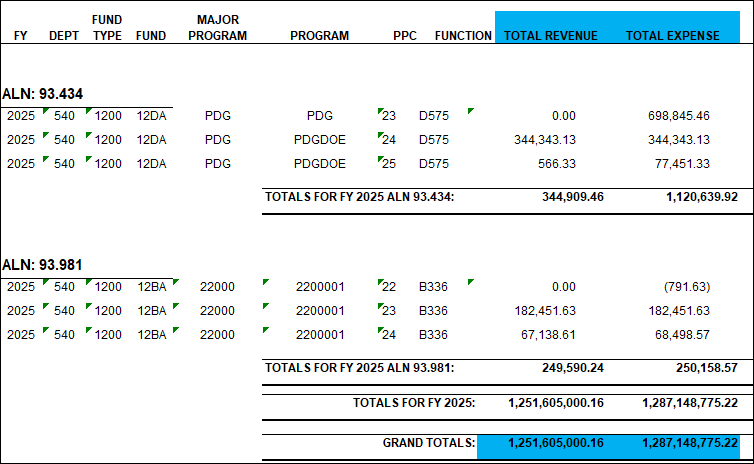 FY DEPT FUND TYPE FUND MAJOR PROGRAM PROGRAM PPC FUNCTION TOTAL REVENUE TOTAL EXPENSE
ALN: 93.434
2025 540 1200 12DA PDG PDG 23 D575 0.00 698,845.46
2025 540 1200 12DA PDG PDGDOE 24 D575 344,343.13 344,343.13
2025 540 1200 12DA PDG PDGDOE 25 D575 566.33 77,451.33
TOTALS FOR FY 2025 ALN 93.434: 344,909.46 1,120,639.92
ALN: 93.981
2025 540 1200 12BA 22000 2200001 22 B336 0.00 (791.63)
2025 540 1200 12BA 22000 2200001 23 B336 182,451.63 182,451.63
2025 540 1200 12BA 22000 2200001 24 B336 67,138.61 68,498.57
TOTALS FOR FY 2025 ALN 93.981: 249,590.24 250,158.57
TOTALS FOR FY 2025: 1,251,605,000.16 1,287,148,775.22
GRAND TOTALS: 1,251,605,000.16 1,287,148,775.22